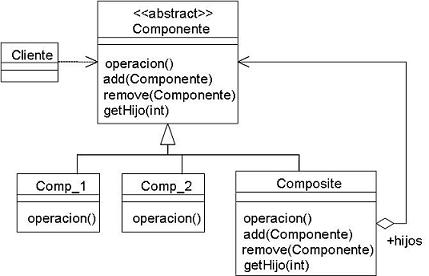 <<abstract>>
Componente
operacion()
add(Componente)
remove(Componente)
getHijo(int)
Cliente
Comp_1
operacion()
Comp_2
operacion()
Composite
operacion()
add(Componente)
remove(Componente)
getHijo(int)
+hijos